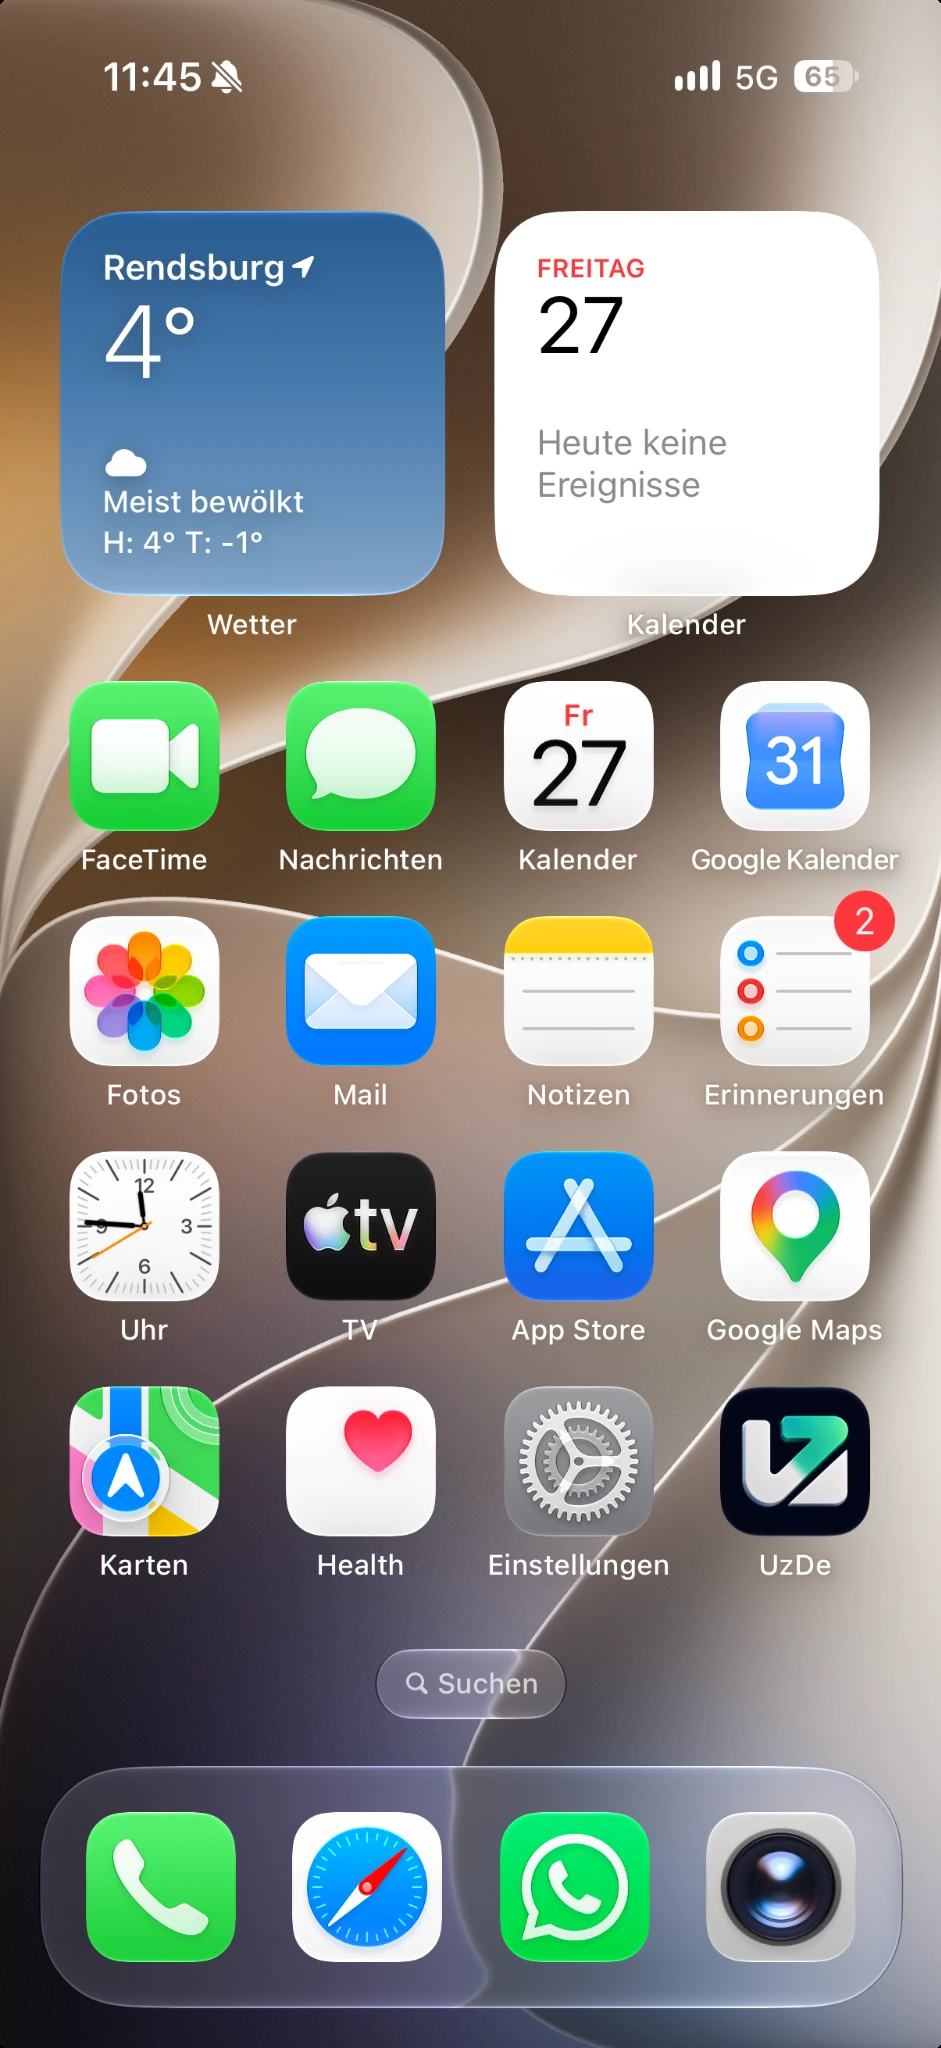 11:45 5G 65
Rendsburg
4°
Meist bewölkt
H: 4° T: -1°
Wetter
FREITAG
27
Heute keine
Ereignisse
Kalender
FaceTime
Nachrichten
Fr
27
Kalender
31
Google Kalender
Fotos
Mail
Notizen
2
Erinnerungen
12
9 3
6
Uhr
tv
TV
App Store
Google Maps
Karten
Health
Einstellungen
UzDe
Suchen